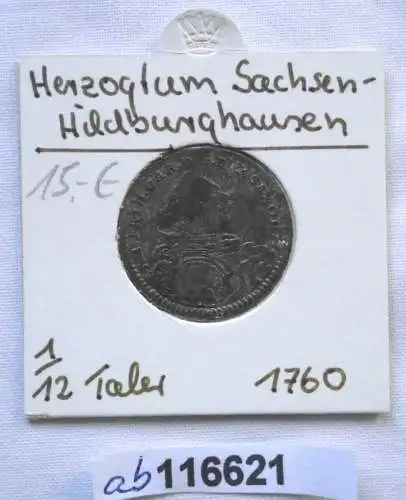 Herzogtum Sachsen-
Hildburghausen
15.-€
1/12 Taler 1760
ab116621